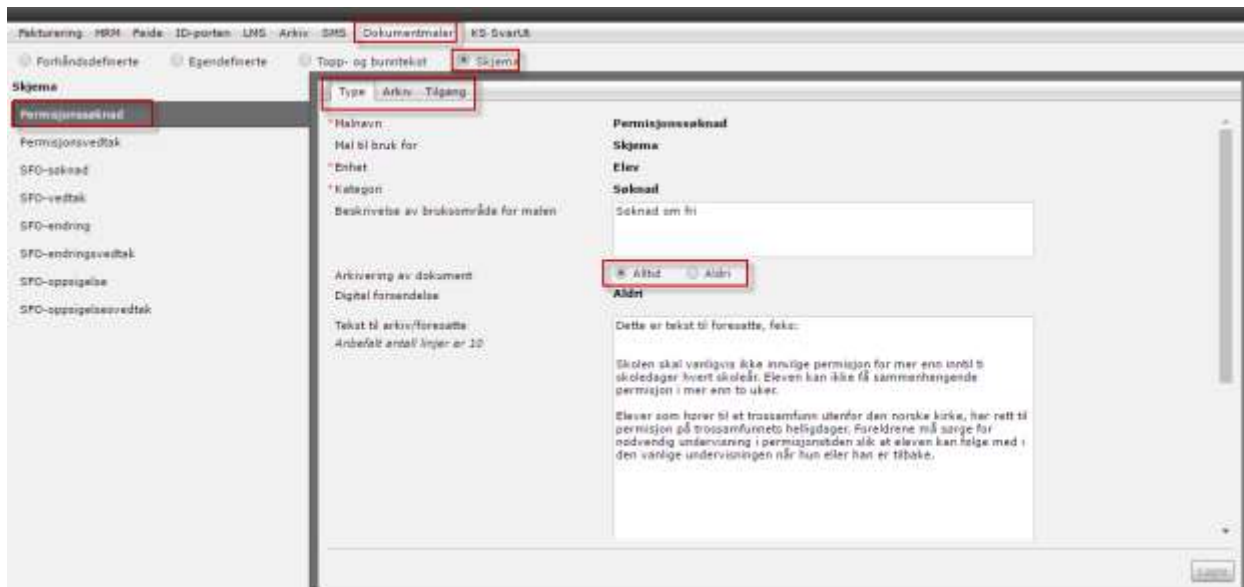 Fakturering HRM Feide ID-porten LMS Arkiv SMS Dokumentmaler KS SvarUt
Forhåndsdefinerte Egendefinerte Topp- og bunntekst Skjema
Skjema
Permisjonssøknad
Permisjonsvedtak
SFO-søknad
SFO-vedtak
SFO-endring
SFO-endringsvedtak
SFO-oppsigelse
SFO-oppsigelsesvedtak
Type Arkiv Tilgang
*Malnavn Permisjonssøknad
Mal til bruk for Skjema
*Enhet Elev
*Kategori Søknad
Beskrivelse av bruksområde for malen Søknad om fri
Arkivering av dokument Alltid Aldri
Digital forsendelse Aldri
Tekst til arkiv/foresatte Dette er tekst til foresatte, feks:
Anbefalt antall linjer er 10
Skolen skal vanligvis ikke innvilge permisjon for mer enn inntil ti
skoledager hvert skoleår. Eleven kan ikke få sammenhengende
permisjon i mer enn to uker.
Elever som hører til et trossamfunn utenfor den norske kirke, har rett til
permisjon på trossamfunnets helligdager. Foreldrene må sørge for
nødvendig undervisning i permisjonstiden slik at eleven kan følge med i
den vanlige undervisningen når hun eller han er tilbake.
Lagre